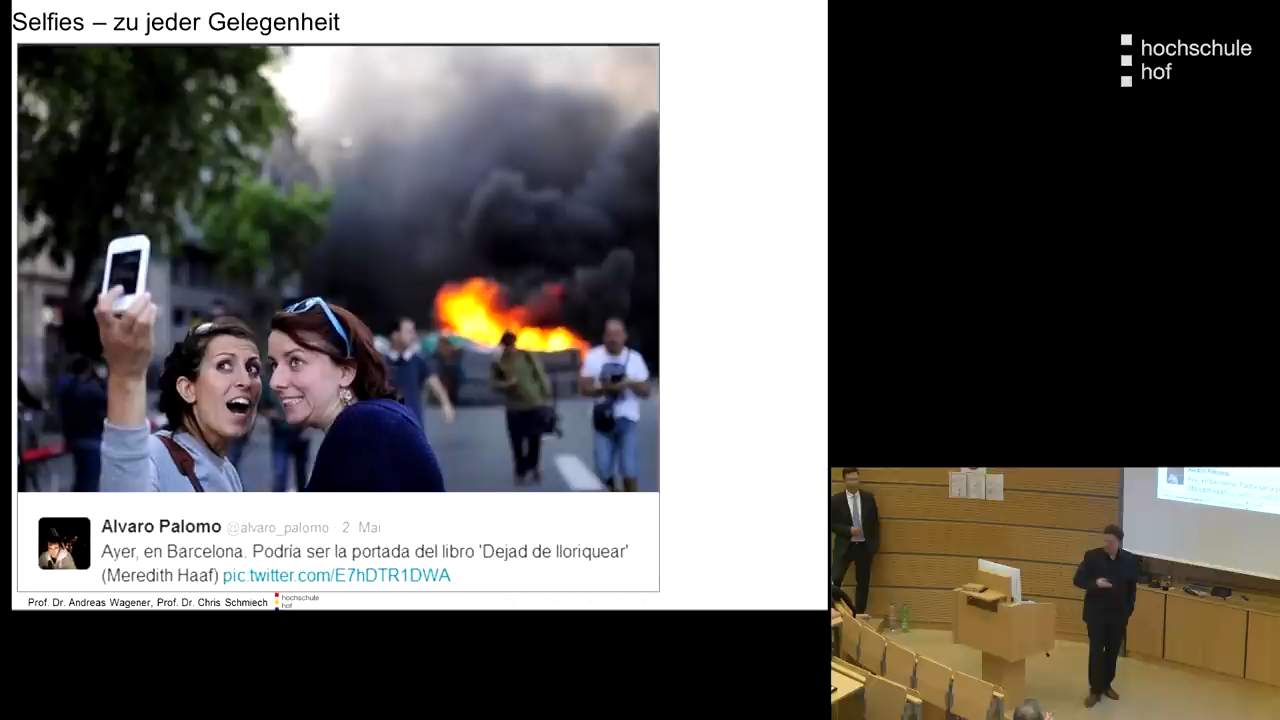 Selfies – zu jeder Gelegenheit
hochschule
hof
Alvaro Palomo @alvaro_palomo · 2 Mai
Ayer, en Barcelona. Podría ser la portada del libro 'Dejad de lloriquear'
(Meredith Haaf) pic.twitter.com/E7hDTR1DWA
Prof. Dr. Andreas Wagener, Prof. Dr. Chris Schmiech
hochschule
hof